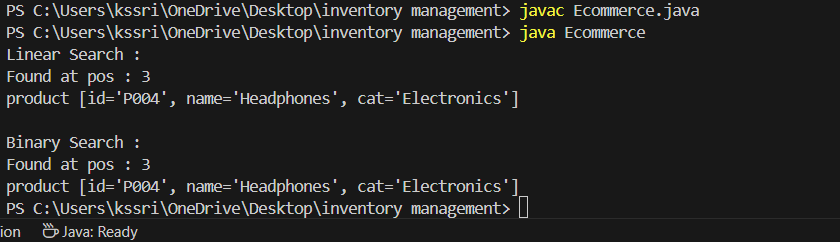 PS C:\Users\kssri\OneDrive\Desktop\inventory management> javac Ecommerce.java
PS C:\Users\kssri\OneDrive\Desktop\inventory management> java Ecommerce
Linear Search :
Found at pos : 3
product [id='P004', name='Headphones', cat='Electronics']

Binary Search :
Found at pos : 3
product [id='P004', name='Headphones', cat='Electronics']
PS C:\Users\kssri\OneDrive\Desktop\inventory management>
ion Java: Ready